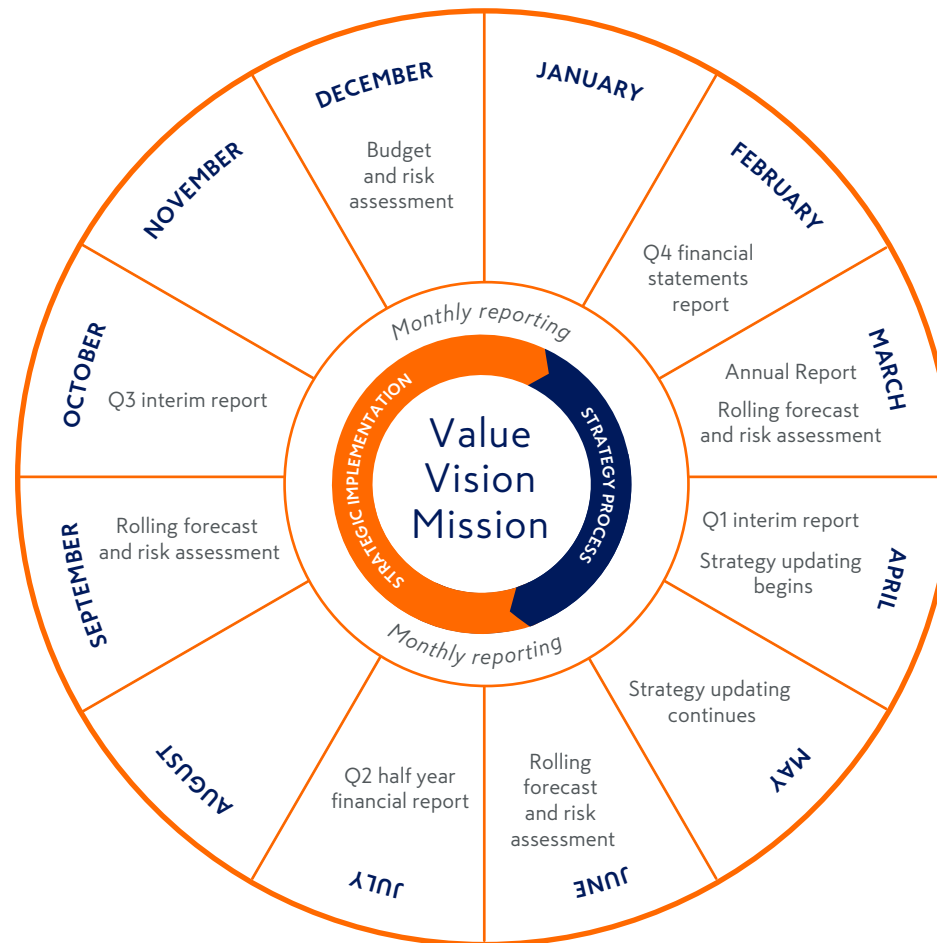 JANUARY
FEBRUARY
Q4 financial
statements
report
MARCH
Annual Report
Rolling forecast
and risk assessment
APRIL
Q1 interim report
Strategy updating
begins
MAY
Strategy updating
continues
JUNE
Rolling
forecast
and risk
assessment
JULY
Q2 half year
financial report
AUGUST
SEPTEMBER
Rolling forecast
and risk assessment
OCTOBER
Q3 interim report
NOVEMBER
DECEMBER
Budget
and risk
assessment
Monthly reporting
STRATEGIC IMPLEMENTATION
STRATEGY PROCESS
Value
Vision
Mission
Monthly reporting